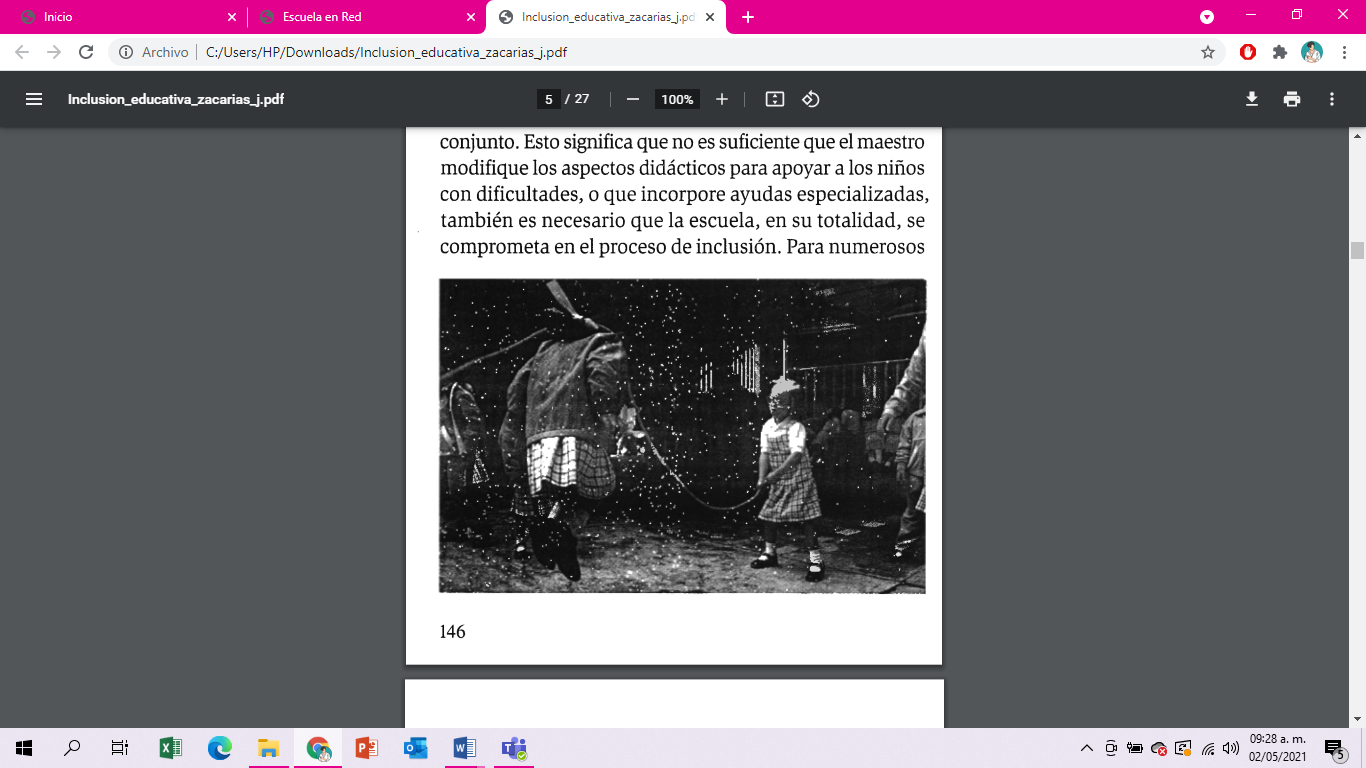 Inicio
Escuela en Red
Inclusion_educativa_zacarias_j.pd
Archivo
C:/Users/HP/Downloads/Inclusion_educativa_zacarias_j.pdf
Inclusion_educativa_zacarias_j.pdf
5 / 27
100%
conjunto. Esto significa que no es suficiente que el maestro
modifique los aspectos didácticos para apoyar a los niños
con dificultades, o que incorpore ayudas especializadas,
también es necesario que la escuela, en su totalidad, se
comprometa en el proceso de inclusión. Para numerosos
146
09:28 a. m.
02/05/2021
5